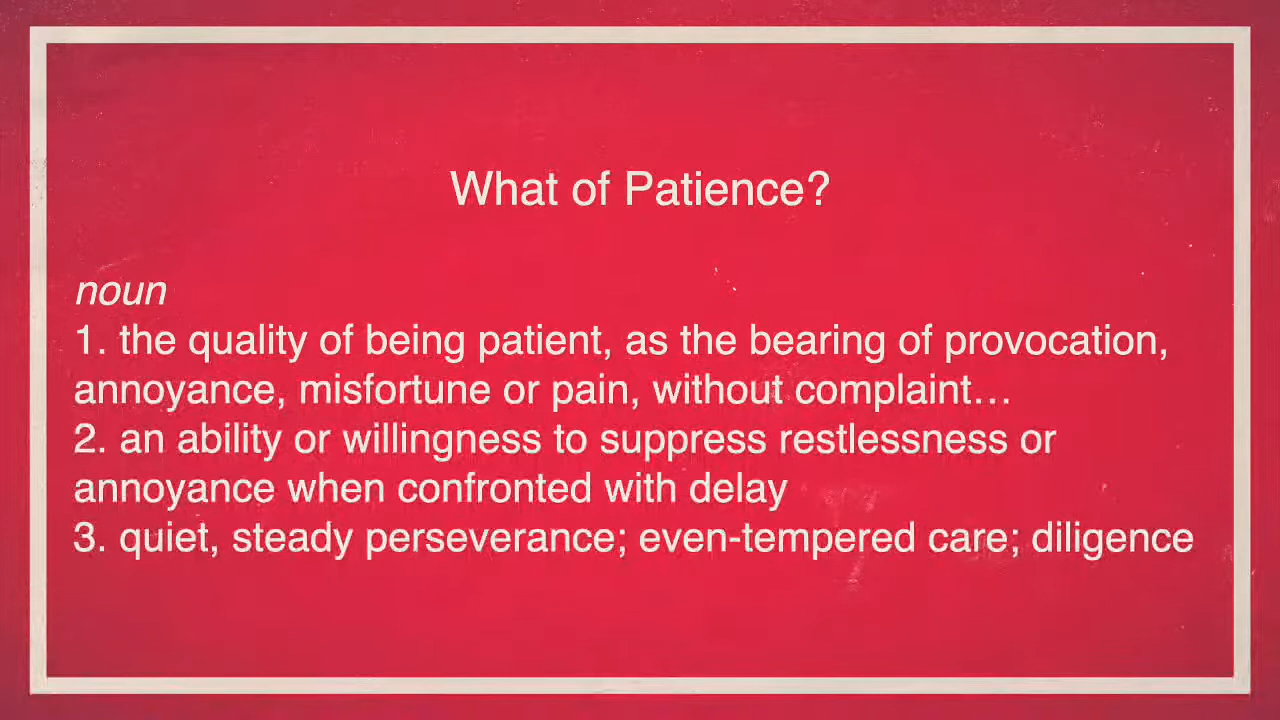 What of Patience?
noun
1. the quality of being patient, as the bearing of provocation,
annoyance, misfortune or pain, without complaint…
2. an ability or willingness to suppress restlessness or
annoyance when confronted with delay
3. quiet, steady perseverance; even-tempered care; diligence